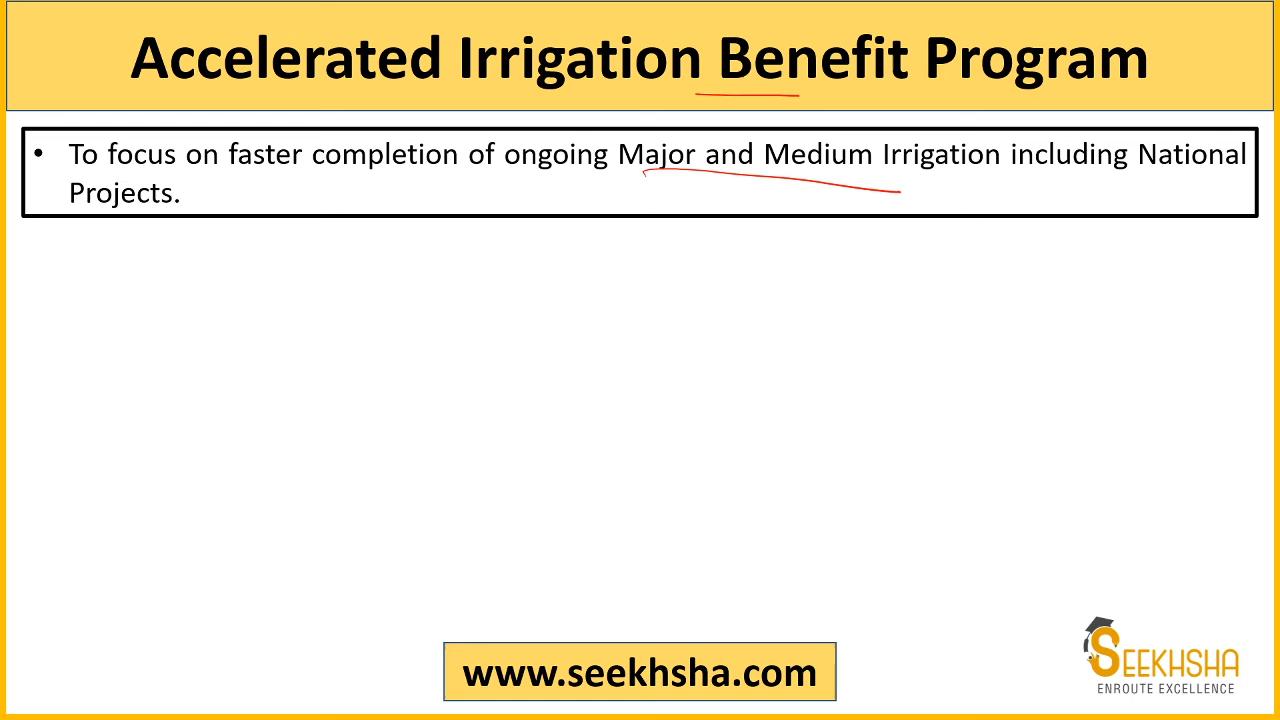 Accelerated Irrigation Benefit Program
• To focus on faster completion of ongoing Major and Medium Irrigation including National
Projects.
www.seekhsha.com
SEEKHSHA
ENROUTE EXCELLENCE